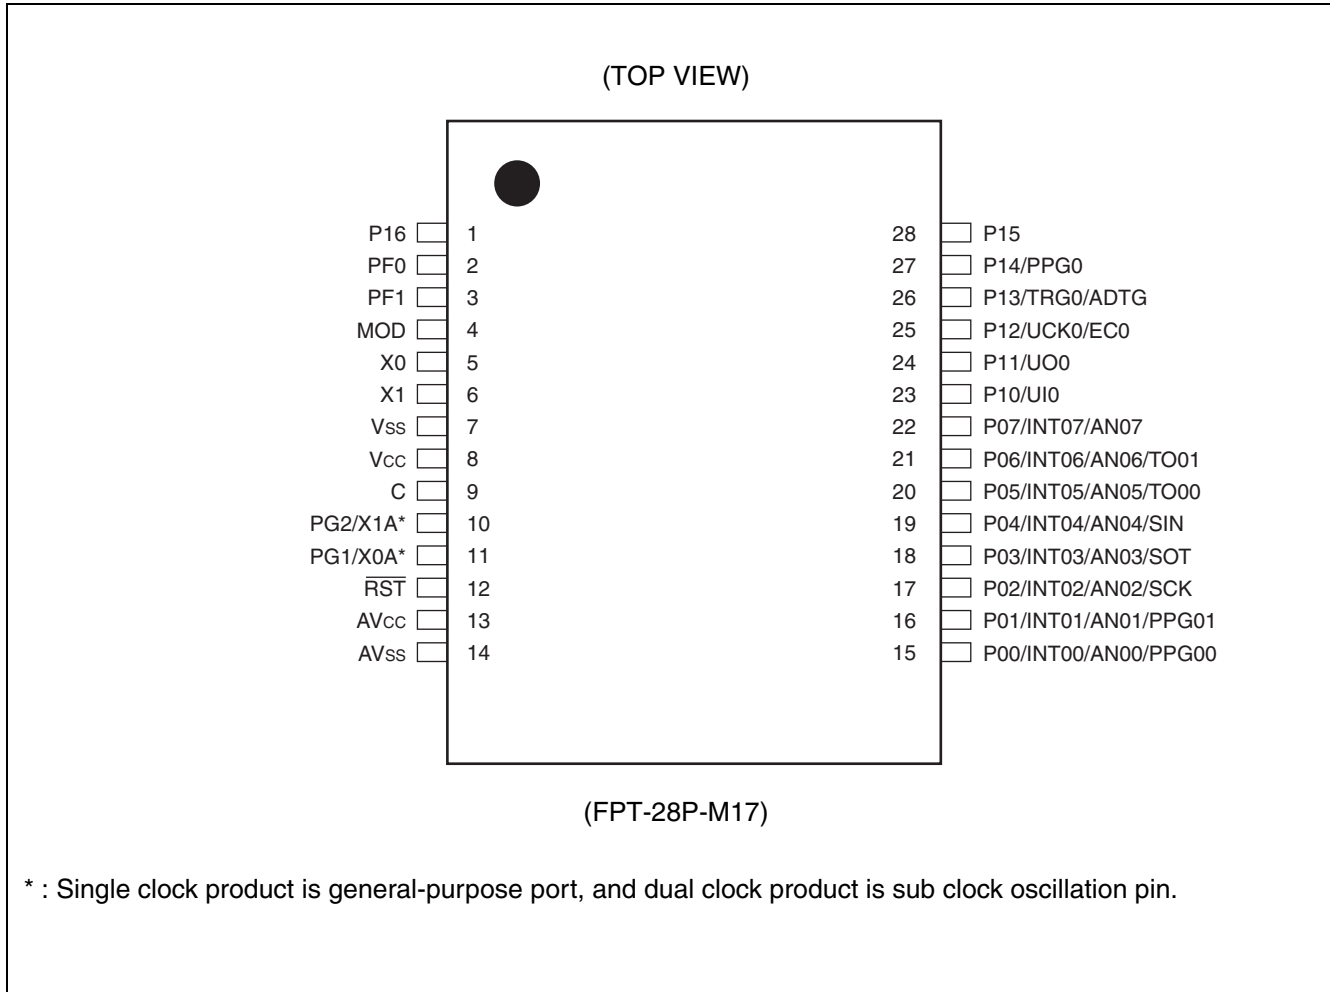 (TOP VIEW)
P16 1 28 P15
PF0 2 27 P14/PPG0
PF1 3 26 P13/TRG0/ADTG
MOD 4 25 P12/UCK0/EC0
X0 5 24 P11/UO0
X1 6 23 P10/UI0
Vss 7 22 P07/INT07/AN07
Vcc 8 21 P06/INT06/AN06/TO01
C 9 20 P05/INT05/AN05/TO00
PG2/X1A* 10 19 P04/INT04/AN04/SIN
PG1/X0A* 11 18 P03/INT03/AN03/SOT
R̅S̅T̅ 12 17 P02/INT02/AN02/SCK
AVcc 13 16 P01/INT01/AN01/PPG01
AVss 14 15 P00/INT00/AN00/PPG00
(FPT-28P-M17)
* : Single clock product is general-purpose port, and dual clock product is sub clock oscillation pin.